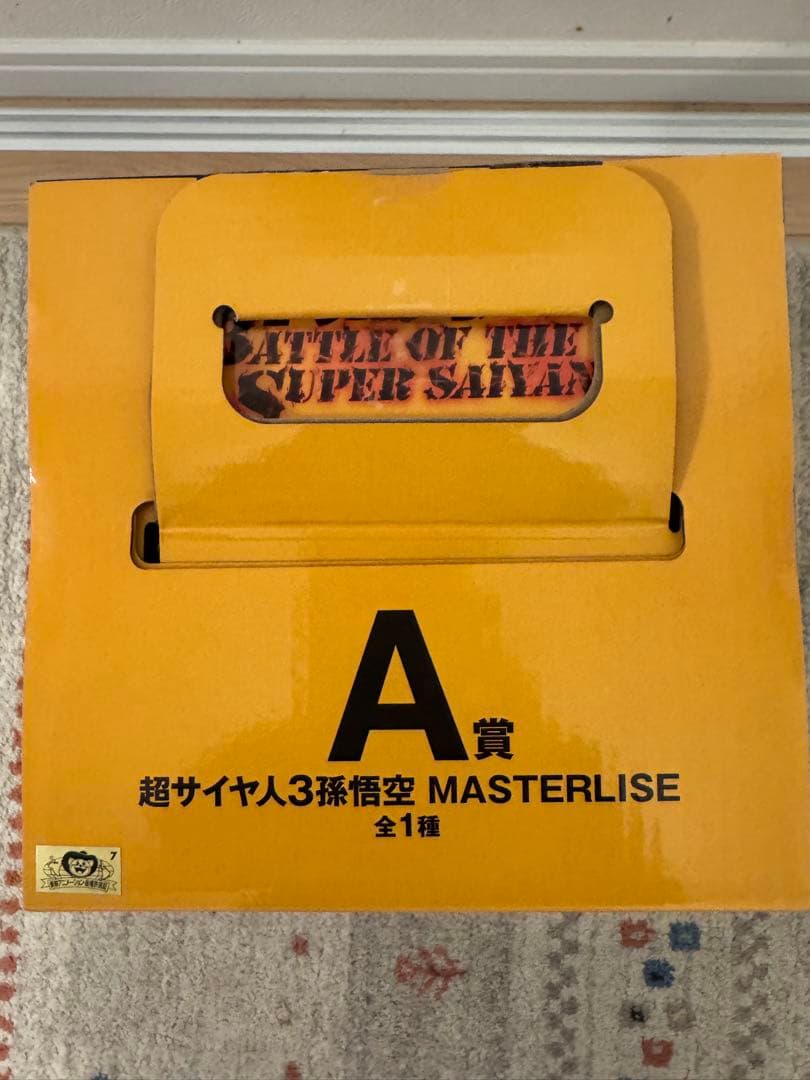 BATTLE OF THE
SUPER SAIYAN
A賞
超サイヤ人3孫悟空 MASTERLISE
全1種
7